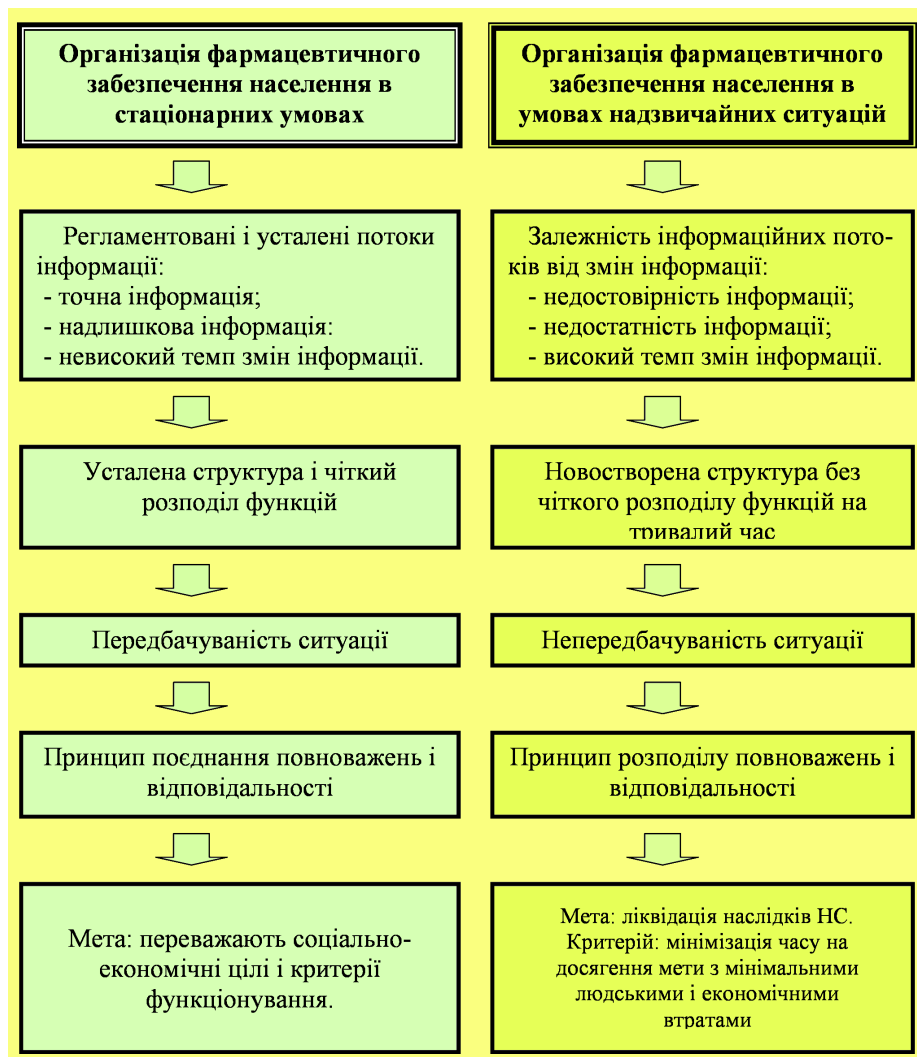 Організація фармацевтичного
забезпечення населення в
стаціонарних умовах
Регламентовані і усталені потоки
інформації:
- точна інформація;
- надлишкова інформація:
- невисокий темп змін інформації.
Усталена структура і чіткий
розподіл функцій
Передбачуваність ситуації
Принцип поєднання повноважень і
відповідальності
Мета: переважають соціально-
економічні цілі і критерії
функціонування.
Організація фармацевтичного
забезпечення населення в
умовах надзвичайних ситуацій
Залежність інформаційних пото-
ків від змін інформації:
- недостовірність інформації;
- недостатність інформації;
- високий темп змін інформації.
Новостворена структура без
чіткого розподілу функцій на
тривалий час
Непередбачуваність ситуації
Принцип розподілу повноважень і
відповідальності
Мета: ліквідація наслідків НС.
Критерій: мінімізація часу на
досягення мети з мінімальними
людськими і економічними
втратами